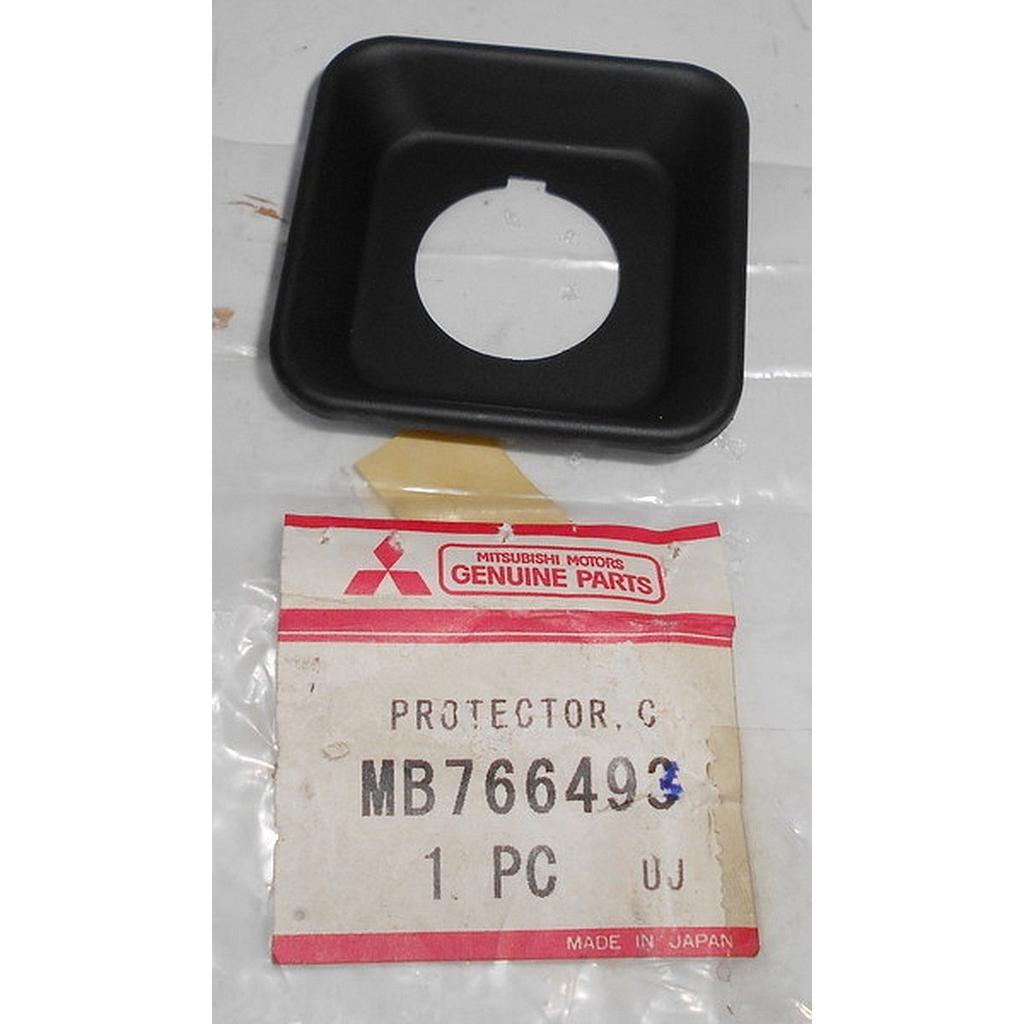 MITSUBISHI MOTORS
GENUINE PARTS
PROTECTOR, C
MB766493
1 PC UJ
MADE IN JAPAN